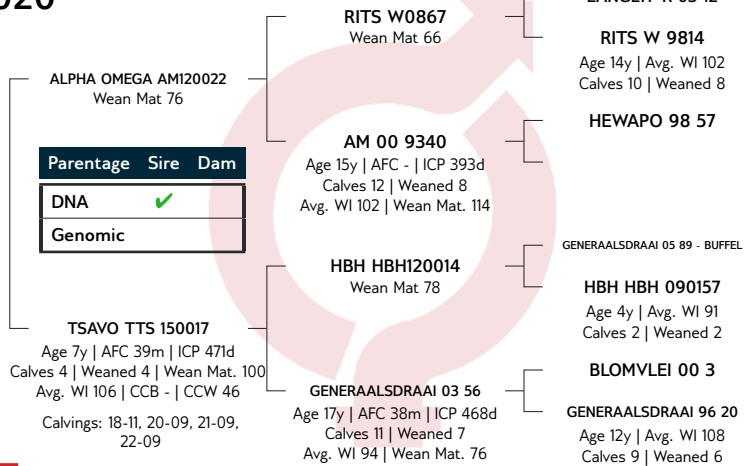 RITS W0867
Wean Mat 66
RITS W 9814
Age 14y | Avg. WI 102
Calves 10 | Weaned 8
ALPHA OMEGA AM120022
Wean Mat 76
HEWAPO 98 57
AM 00 9340
Age 15y | AFC - | ICP 393d
Calves 12 | Weaned 8
Avg. WI 102 | Wean Mat. 114
Parentage Sire Dam
DNA ✔
Genomic
GENERAALSDRAAI 05 89 - BUFFEL
HBH HBH120014
Wean Mat 78
HBH HBH 090157
Age 4y | Avg. WI 91
Calves 2 | Weaned 2
TSAVO TTS 150017
Age 7y | AFC 39m | ICP 471d
Calves 4 | Weaned 4 | Wean Mat. 100
Avg. WI 106 | CCB - | CCW 46
Calvings: 18-11, 20-09, 21-09,
22-09
BLOMVLEI 00 3
GENERAALSDRAAI 03 56
Age 17y | AFC 38m | ICP 468d
Calves 11 | Weaned 7
Avg. WI 94 | Wean Mat. 76
GENERAALSDRAAI 96 20
Age 12y | Avg. WI 108
Calves 9 | Weaned 6